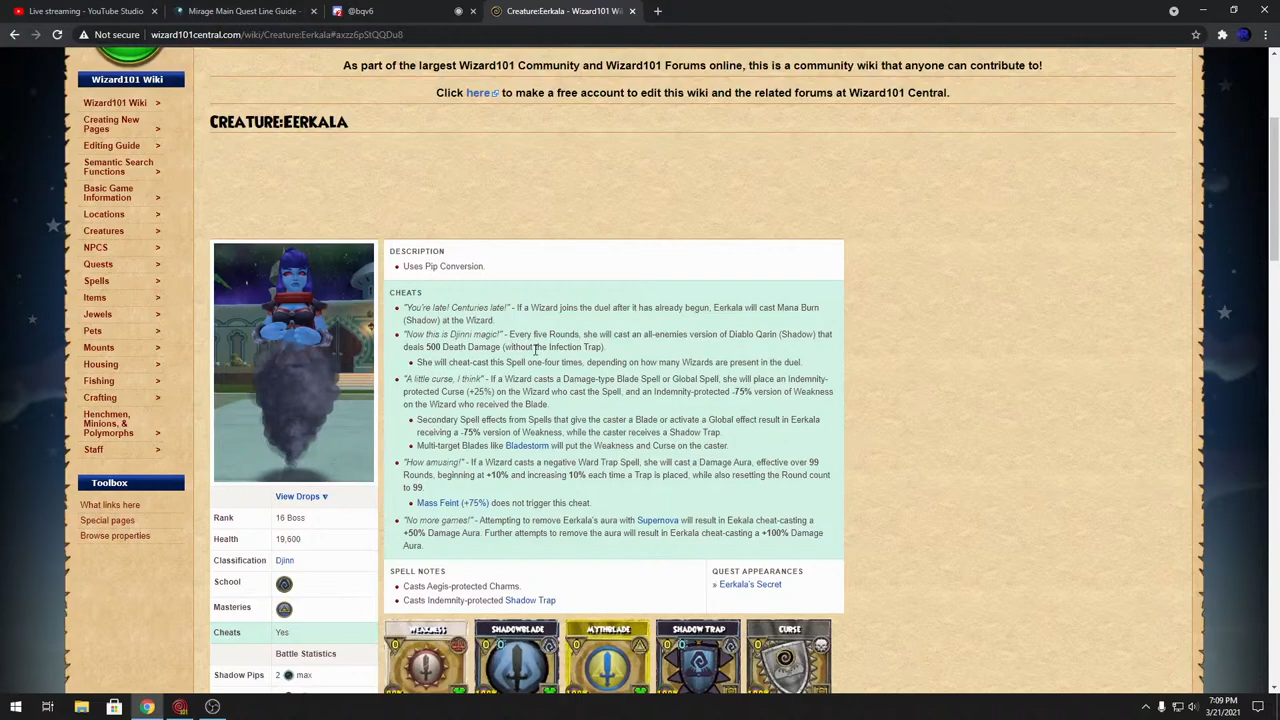 Live streaming - YouTube Studio
Mirage - Quest Guide | Wizard
Creature:Eerkala - Wizard101 Wi
Not secure | wizard101central.com/wiki/Creature:Eerkala#axzz6pStQQDu8
As part of the largest Wizard101 Community and Wizard101 Forums online, this is a community wiki that anyone can contribute to!
Click here to make a free account to edit this wiki and the related forums at Wizard101 Central.
Wizard101 Wiki
Wizard101 Wiki >
Creating New
Pages >
Editing Guide >
Semantic Search
Functions >
Basic Game
Information >
Locations >
Creatures >
NPCS >
Quests >
Spells >
Items >
Jewels >
Pets >
Mounts >
Housing >
Fishing >
Crafting >
Henchmen,
Minions, &
Polymorphs >
Staff >
Toolbox
What links here
Special pages
Browse properties
CREATURE:EERKALA
View Drops
Rank 16 Boss
Health 19,600
Classification Djinn
School
Masteries
Cheats Yes
Battle Statistics
Shadow Pips 2 max
DESCRIPTION
Uses Pip Conversion.
CHEATS
"You're late! Centuries late!" - If a Wizard joins the duel after it has already begun, Eerkala will cast Mana Burn
(Shadow) at the Wizard.
"Now this is Djinni magic!" - Every five Rounds, she will cast an all-enemies version of Diablo Qarin (Shadow) that
deals 500 Death Damage (without the Infection Trap).
She will cheat-cast this Spell one-four times, depending on how many Wizards are present in the duel.
"A little curse, I think" - If a Wizard casts a Damage-type Blade Spell or Global Spell, she will place an Indemnity-
protected Curse (+25%) on the Wizard who cast the Spell, and an Indemnity-protected -75% version of Weakness
on the Wizard who received the Blade.
Secondary Spell effects from Spells that give the caster a Blade or activate a Global effect result in Eerkala
receiving a -75% version of Weakness, while the caster receives a Shadow Trap.
Multi-target Blades like Bladestorm will put the Weakness and Curse on the caster.
"How amusing!" - If a Wizard casts a negative Ward Trap Spell, she will cast a Damage Aura, effective over 99
Rounds, beginning at +10% and increasing 10% each time a Trap is placed, while also resetting the Round count
to 99.
Mass Feint (+75%) does not trigger this cheat.
"No more games!" - Attempting to remove Eerkala's aura with Supernova will result in Eekala cheat-casting a
+50% Damage Aura. Further attempts to remove the aura will result in Eerkala cheat-casting a +100% Damage
Aura.
SPELL NOTES
Casts Aegis-protected Charms.
Casts Indemnity-protected Shadow Trap
QUEST APPEARANCES
» Eerkala's Secret
WEAKNESS
SHADOWBLADE
MYTHBLADE
SHADOW TRAP
CURSE
0
0
0
0
0
7:09 PM
3/21/2021